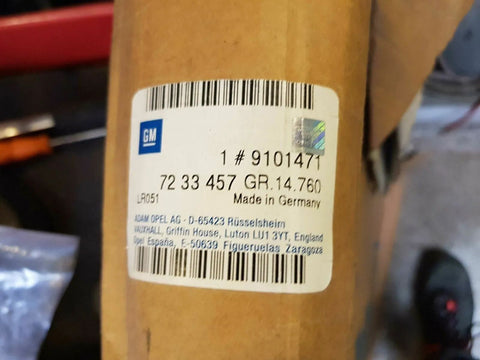 GM
1 # 9101471
72 33 457 GR.14.760
LR051 Made in Germany
ADAM OPEL AG - D-65423 Rüsselsheim
VAUXHALL, Griffin House, Luton LU1 3YT, England
Opel España, E-50639 Figueruelas Zaragoza